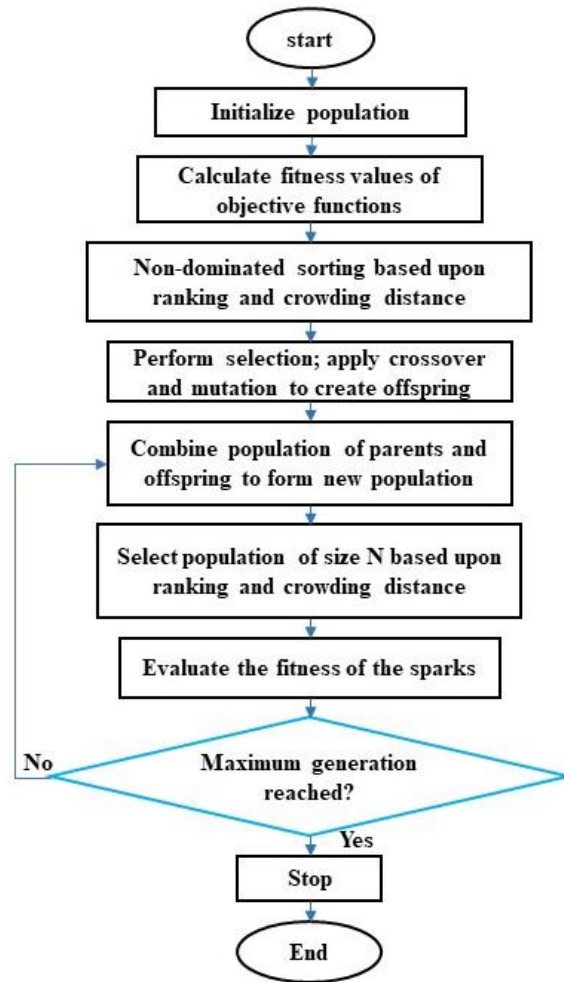 start
Initialize population
Calculate fitness values of
objective functions
Non-dominated sorting based upon
ranking and crowding distance
Perform selection; apply crossover
and mutation to create offspring
Combine population of parents and
offspring to form new population
Select population of size N based upon
ranking and crowding distance
Evaluate the fitness of the sparks
No
Maximum generation
reached?
Yes
Stop
End